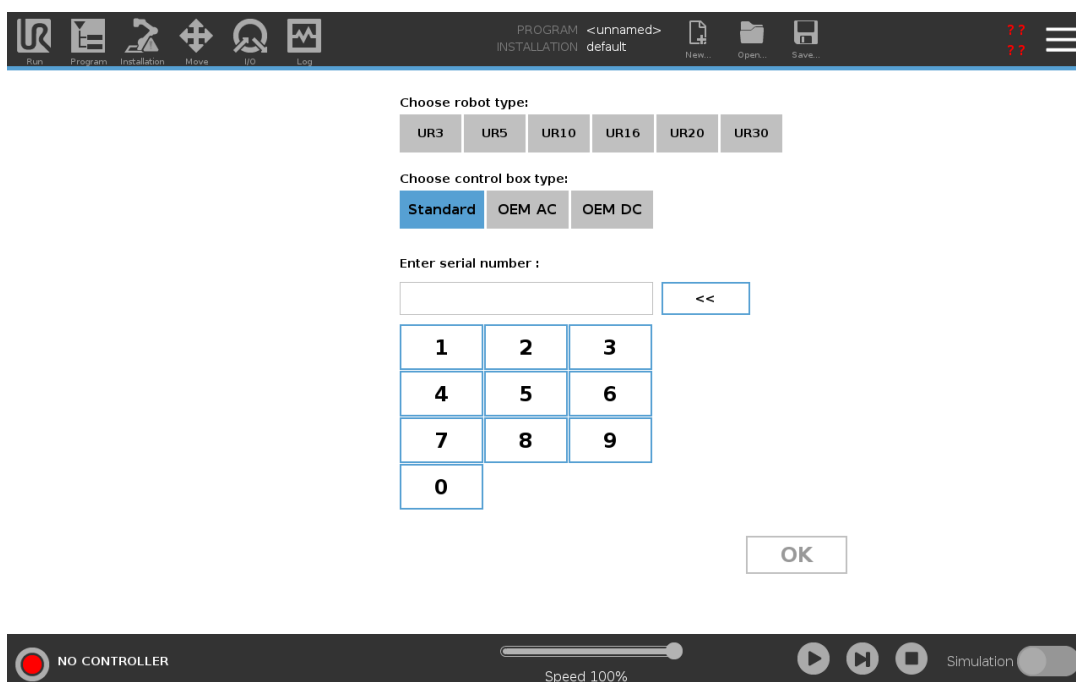 PROGRAM <unnamed>
INSTALLATION default
? ?
? ?
Run Program Installation Move I/O Log New... Open... Save...
Choose robot type:
UR3 UR5 UR10 UR16 UR20 UR30
Choose control box type:
Standard OEM AC OEM DC
Enter serial number :
<<
1 2 3
4 5 6
7 8 9
0
OK
NO CONTROLLER
Speed 100%
Simulation